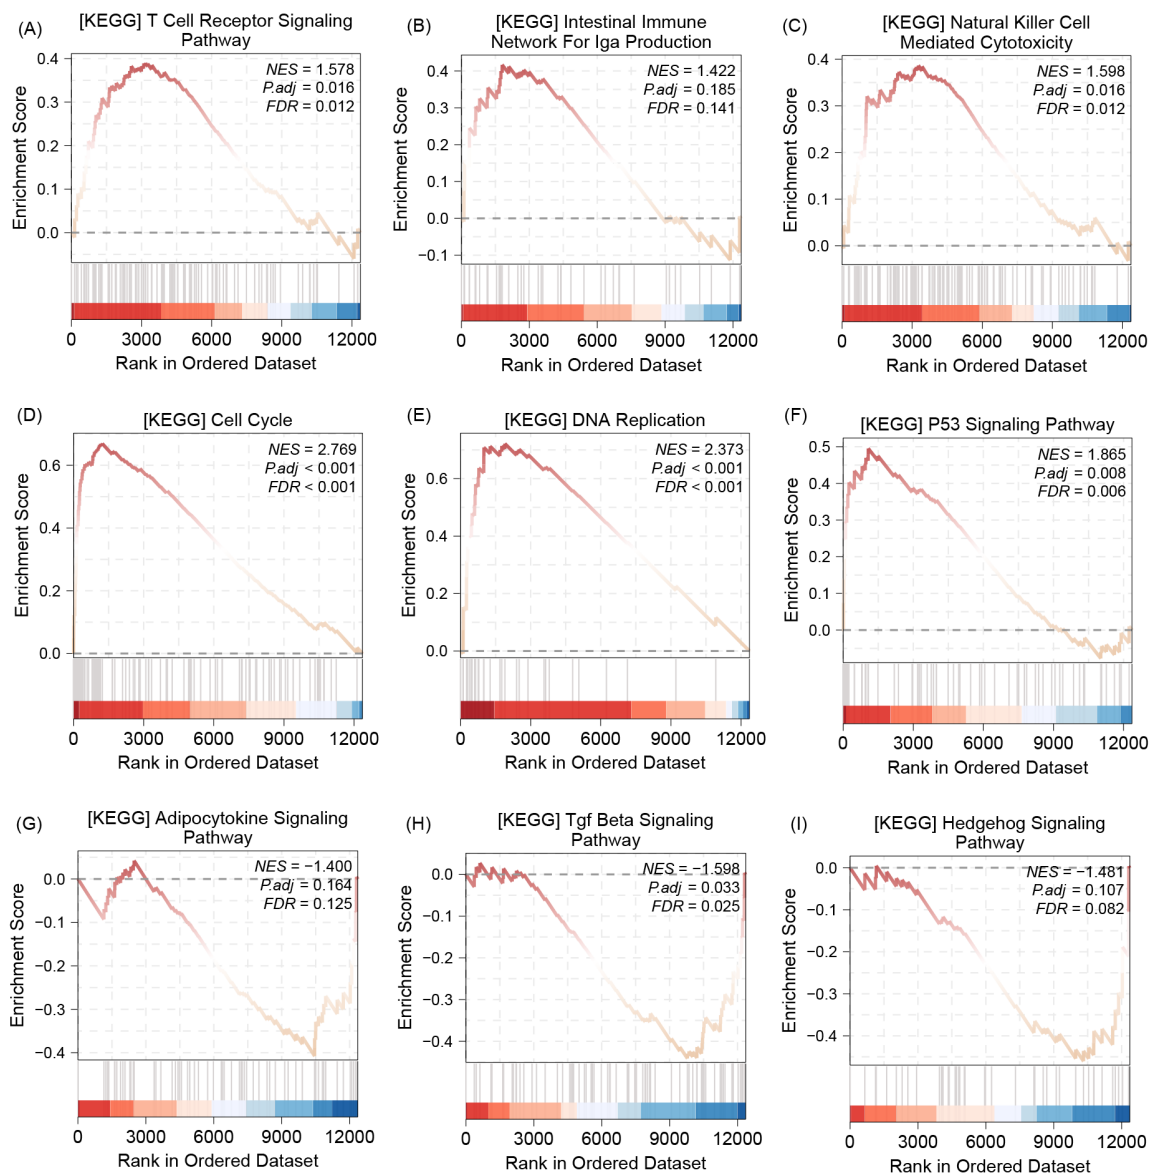 (A)
[KEGG] T Cell Receptor Signaling
Pathway
NES = 1.578
P.adj = 0.016
FDR = 0.012
Enrichment Score
0.4
0.3
0.2
0.1
0.0
0 3000 6000 9000 12000
Rank in Ordered Dataset
(B)
[KEGG] Intestinal Immune
Network For Iga Production
NES = 1.422
P.adj = 0.185
FDR = 0.141
Enrichment Score
0.4
0.3
0.2
0.1
0.0
−0.1
0 3000 6000 9000 12000
Rank in Ordered Dataset
(C)
[KEGG] Natural Killer Cell
Mediated Cytotoxicity
NES = 1.598
P.adj = 0.016
FDR = 0.012
Enrichment Score
0.4
0.3
0.2
0.1
0.0
0 3000 6000 9000 12000
Rank in Ordered Dataset
(D)
[KEGG] Cell Cycle
NES = 2.769
P.adj < 0.001
FDR < 0.001
Enrichment Score
0.6
0.4
0.2
0.0
0 3000 6000 9000 12000
Rank in Ordered Dataset
(E)
[KEGG] DNA Replication
NES = 2.373
P.adj < 0.001
FDR < 0.001
Enrichment Score
0.6
0.4
0.2
0.0
0 3000 6000 9000 12000
Rank in Ordered Dataset
(F)
[KEGG] P53 Signaling Pathway
NES = 1.865
P.adj = 0.008
FDR = 0.006
Enrichment Score
0.5
0.4
0.3
0.2
0.1
0.0
0 3000 6000 9000 12000
Rank in Ordered Dataset
(G)
[KEGG] Adipocytokine Signaling
Pathway
NES = −1.400
P.adj = 0.164
FDR = 0.125
Enrichment Score
0.0
−0.1
−0.2
−0.3
−0.4
0 3000 6000 9000 12000
Rank in Ordered Dataset
(H)
[KEGG] Tgf Beta Signaling
Pathway
NES = −1.598
P.adj = 0.033
FDR = 0.025
Enrichment Score
0.0
−0.1
−0.2
−0.3
−0.4
0 3000 6000 9000 12000
Rank in Ordered Dataset
(I)
[KEGG] Hedgehog Signaling
Pathway
NES = −1.481
P.adj = 0.107
FDR = 0.082
Enrichment Score
0.0
−0.1
−0.2
−0.3
−0.4
0 3000 6000 9000 12000
Rank in Ordered Dataset